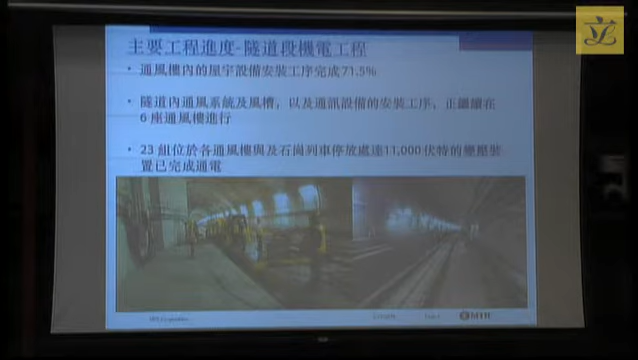 主要工程進度-隧道段機電工程
• 通風樓內的屋宇設備安裝工序完成71.5%
• 隧道內通風系統及風槽，以及通訊設備的安裝工序，正繼續在
6座通風樓進行
• 23 組位於各通風樓與及石崗列車停放處達11,000伏特的變壓裝
置已完成通電
MTR